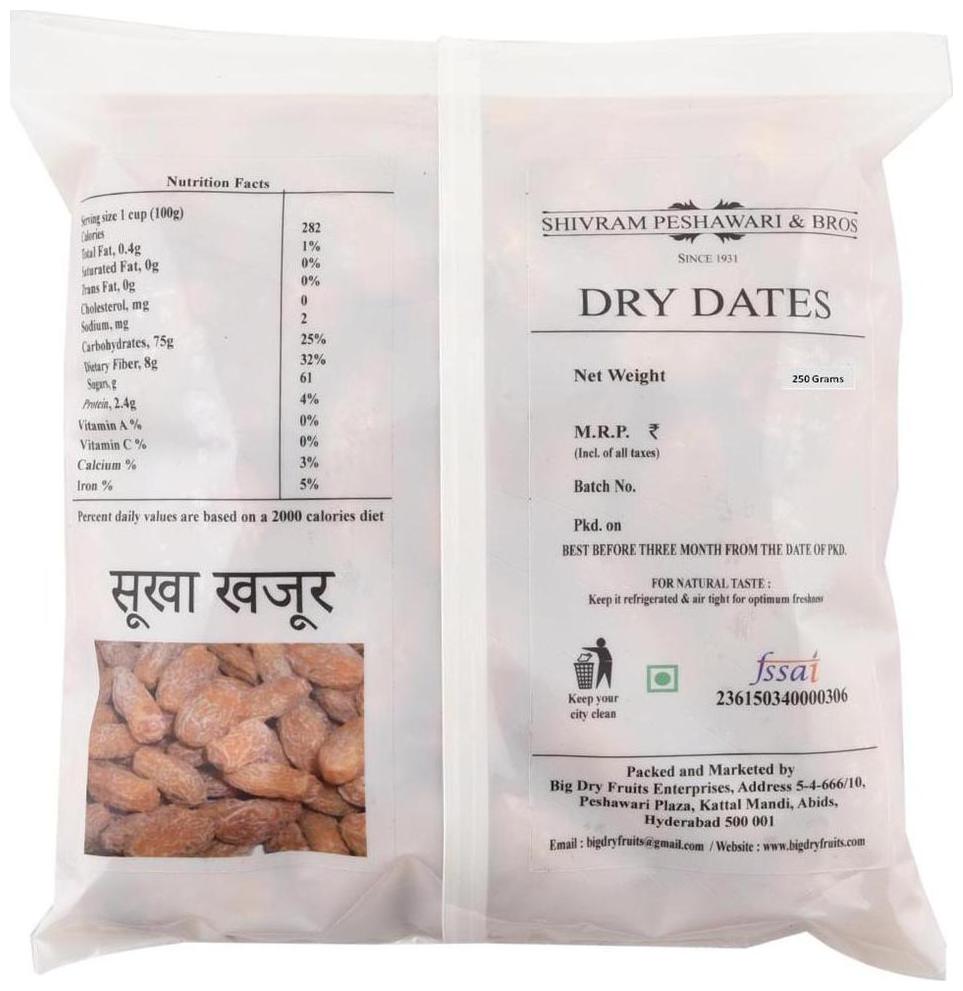 Nutrition Facts
Serving size 1 cup (100g)
Calories 282
Total Fat, 0.4g 1%
Saturated Fat, 0g 0%
Trans Fat, 0g 0%
Cholesterol, mg 0
Sodium, mg 2
Carbohydrates, 75g 25%
Dietary Fiber, 8g 32%
Sugars, g 61
Protein, 2.4g 4%
Vitamin A % 0%
Vitamin C % 0%
Calcium % 3%
Iron % 5%
Percent daily values are based on a 2000 calories diet
सूखा खजूर
SHIVRAM PESHAWARI & BROS
SINCE 1931
DRY DATES
Net Weight 250 Grams
M.R.P. ₹
(Incl. of all taxes)
Batch No.
Pkd. on
BEST BEFORE THREE MONTH FROM THE DATE OF PKD.
FOR NATURAL TASTE :
Keep it refrigerated & air tight for optimum freshness
Keep your
city clean
fssai
236150340000306
Packed and Marketed by
Big Dry Fruits Enterprises, Address 5-4-666/10,
Peshawari Plaza, Kattal Mandi, Abids,
Hyderabad 500 001
Email : bigdryfruits@gmail.com / Website : www.bigdryfruits.com